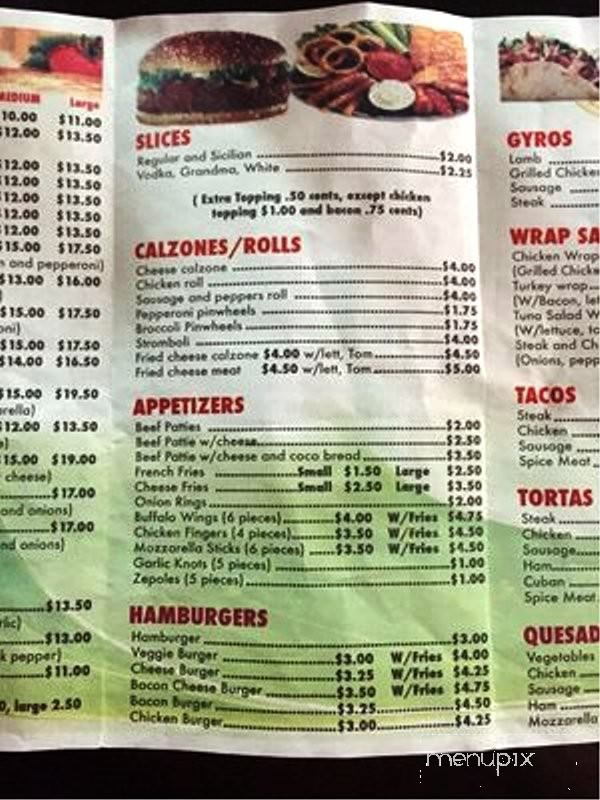 MEDIUM Large
10.00 $11.00
12.00 $13.50
$12.00 $13.50
$12.00 $13.50
$12.00 $13.50
$12.00 $13.50
$12.00 $13.50
$15.00 $17.50
and pepperoni)
$13.00 $16.00
$15.00 $17.50
oni)
$15.00 $17.50
$14.00 $16.50
$15.00 $19.50
arella)
$12.00 $13.50
$15.00 $19.00
cheese)
$17.00
and onions)
$17.00
nd onions)
$13.50
rlic)
$13.00
k pepper)
$11.00
0, large 2.50
SLICES
Regular and Sicilian $2.00
Vodka, Grandma, White $2.25
( Extra Topping .50 cents, except chicken
topping $1.00 and bacon .75 cents)
CALZONES/ROLLS
Cheese calzone $4.00
Chicken roll $4.00
Sausage and peppers roll $4.00
Pepperoni pinwheels $1.75
Broccoli Pinwheels $1.75
Stromboli $4.00
Fried cheese calzone $4.00 w/lett, Tom $4.50
Fried cheese meat $4.50 w/lett, Tom $5.00
APPETIZERS
Beef Patties $2.00
Beef Pattie w/cheese $2.50
Beef Pattie w/cheese and coco bread $3.50
French Fries Small $1.50 Large $2.50
Cheese Fries Small $2.50 Large $3.50
Onion Rings $2.00
Buffalo Wings (6 pieces) $4.00 W/Fries $4.75
Chicken Fingers (4 pieces) $3.50 W/Fries $4.50
Mozzarella Sticks (6 pieces) $3.50 W/Fries $4.50
Garlic Knots (5 pieces) $1.00
Zepoles (5 pieces) $1.00
HAMBURGERS
Hamburger $3.00
Veggie Burger $3.00 W/Fries $4.00
Cheese Burger $3.25 W/Fries $4.25
Bacon Cheese Burger $3.50 W/Fries $4.75
Bacon Burger $3.25 $4.50
Chicken Burger $3.00 $4.25
GYROS
Lamb
Grilled Chicken
Sausage
Steak
WRAP SA
Chicken Wrap
(Grilled Chicke
Turkey wrap
(W/Bacon, let
Tuna Salad W
(W/lettuce, to
Steak and Ch
(Onions, pepp
TACOS
Steak
Chicken
Sausage
Spice Meat
TORTAS
Steak
Chicken
Sausage
Ham
Cuban
Spice Meat
QUESAD
Vegetables
Chicken
Sausage
Ham
Mozzarella
menupix